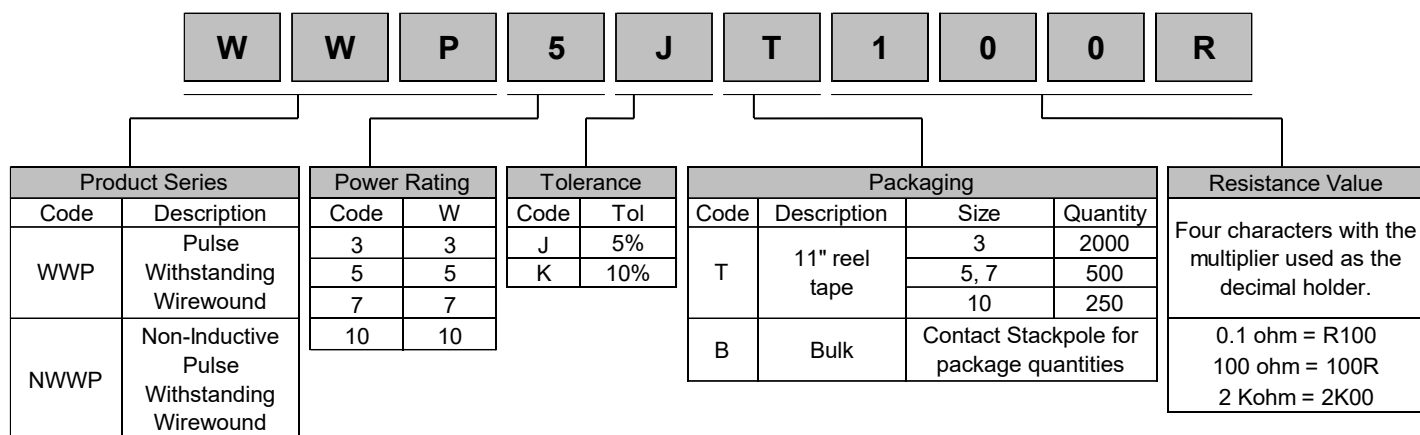 W W P 5 J T 1 0 0 R
Product Series
Code Description
WWP Pulse
Withstanding
Wirewound
NWWP Non-Inductive
Pulse
Withstanding
Wirewound
Power Rating
Code W
3 3
5 5
7 7
10 10
Tolerance
Code Tol
J 5%
K 10%
Packaging
Code Description Size Quantity
T 11" reel
tape
3 2000
5, 7 500
10 250
B Bulk Contact Stackpole for
package quantities
Resistance Value
Four characters with the
multiplier used as the
decimal holder.
0.1 ohm = R100
100 ohm = 100R
2 Kohm = 2K00